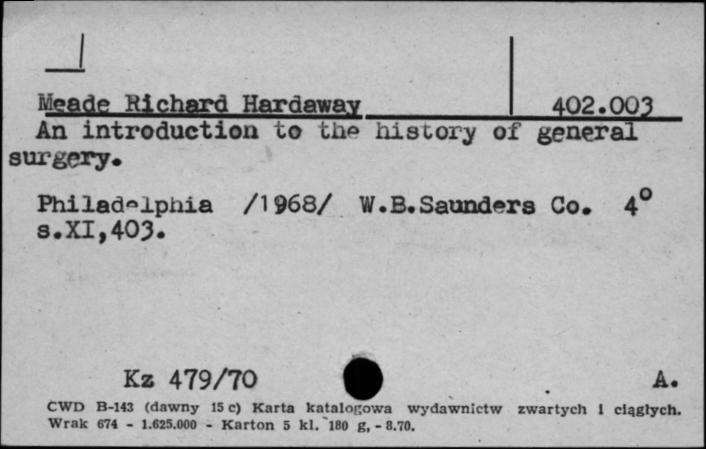 Meade Richard Hardaway 402.003
An introduction to the history of general
surgery.
Philadelphia /1968/ W.B.Saunders Co. 4°
s.XI,403.
Kz 479/70 A.
CWD B-143 (dawny 15 c) Karta katalogowa wydawnictw zwartych i ciągłych.
Wrak 674 - 1.625.000 - Karton 5 kl. 180 g, - 8.70.